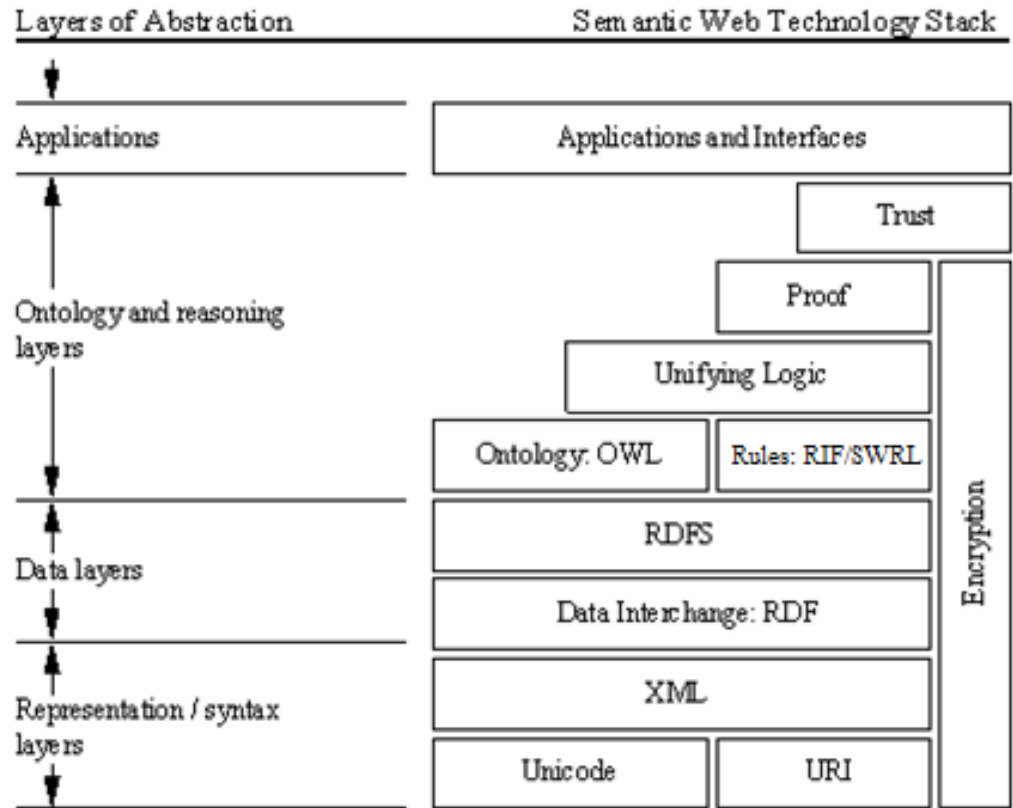 Layers of Abstraction
Semantic Web Technology Stack
Applications
Applications and Interfaces
Trust
Proof
Ontology and reasoning
layers
Unifying Logic
Ontology: OWL
Rules: RIF/SWRL
RDFS
Encryption
Data layers
Data Interchange: RDF
XML
Representation / syntax
layers
Unicode
URI